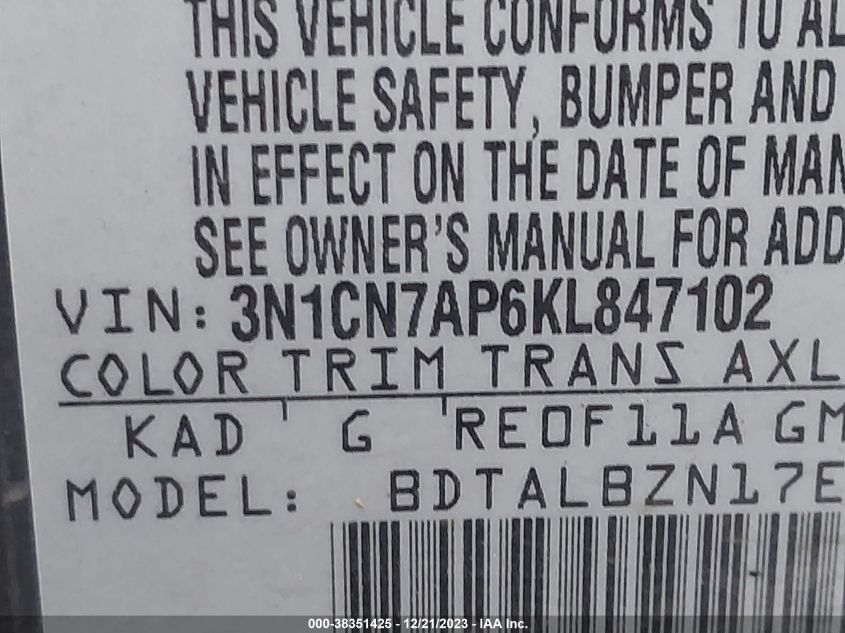 THIS VEHICLE CONFORMS TO AL
VEHICLE SAFETY, BUMPER AND
IN EFFECT ON THE DATE OF MAN
SEE OWNER'S MANUAL FOR ADD
VIN: 3N1CN7AP6KL847102
COLOR TRIM TRANS AXL
KAD G RE0F11A GM
MODEL: BDTALBZN17E
000-38351425 - 12/21/2023 - IAA Inc.